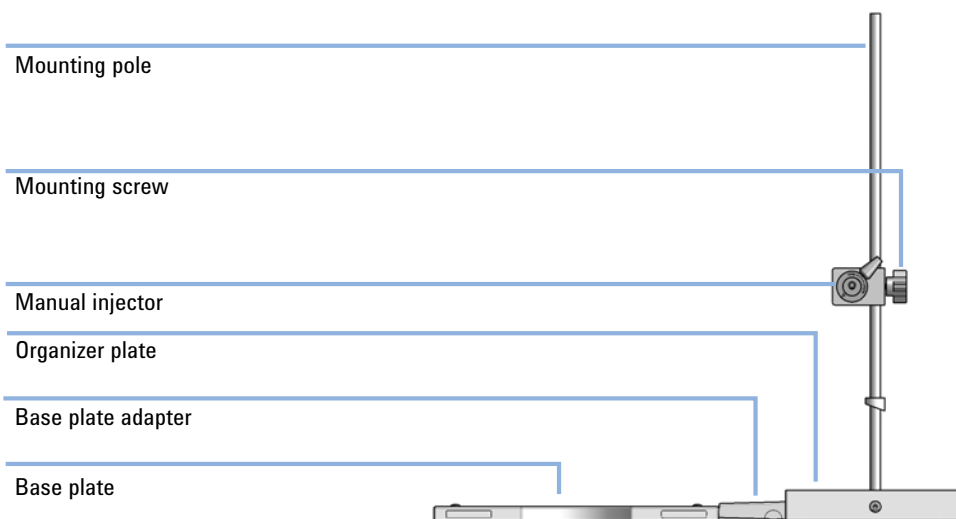 Mounting pole
Mounting screw
Manual injector
Organizer plate
Base plate adapter
Base plate